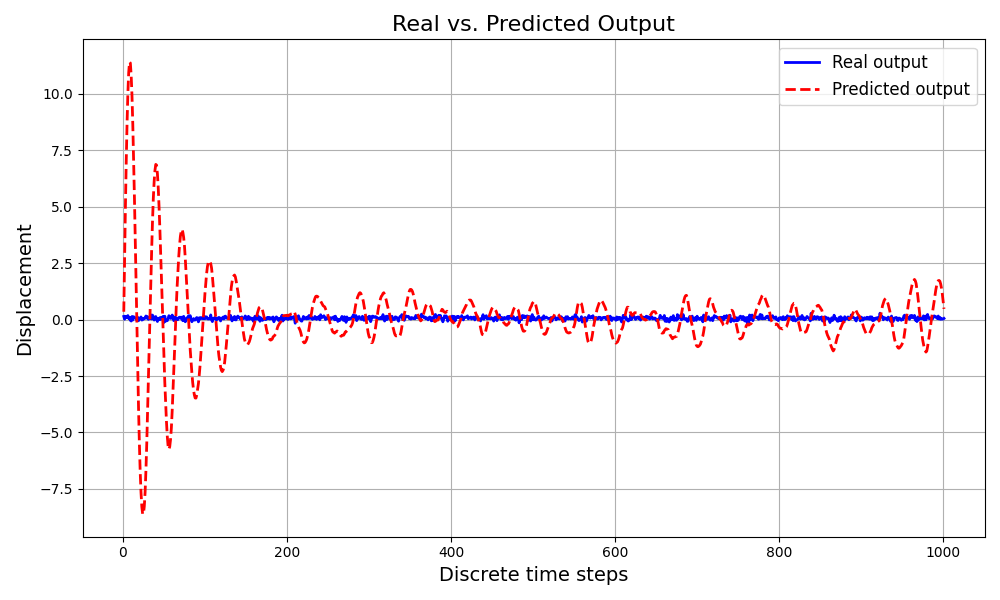 Real vs. Predicted Output
Real output
Predicted output
10.0
7.5
5.0
2.5
0.0
−2.5
−5.0
−7.5
Displacement
0 200 400 600 800 1000
Discrete time steps